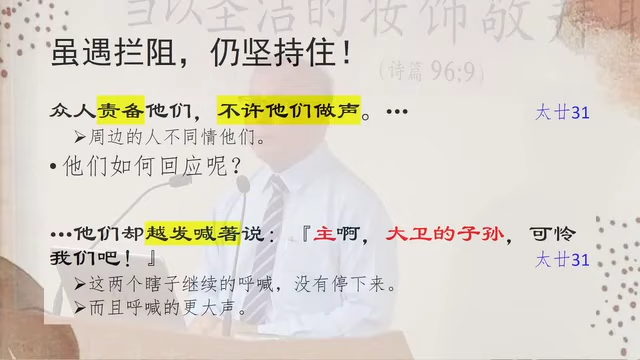 当以圣洁的妆饰敬拜耶
(诗篇 96:9)
虽遇拦阻，仍坚持住！
众人责备他们，不许他们做声。… 太廿31
➢周边的人不同情他们。
•他们如何回应呢？
…他们却越发喊著说：『主啊，大卫的子孙，可怜
我们吧！』 太廿31
➢这两个瞎子继续的呼喊，没有停下来。
➢而且呼喊的更大声。